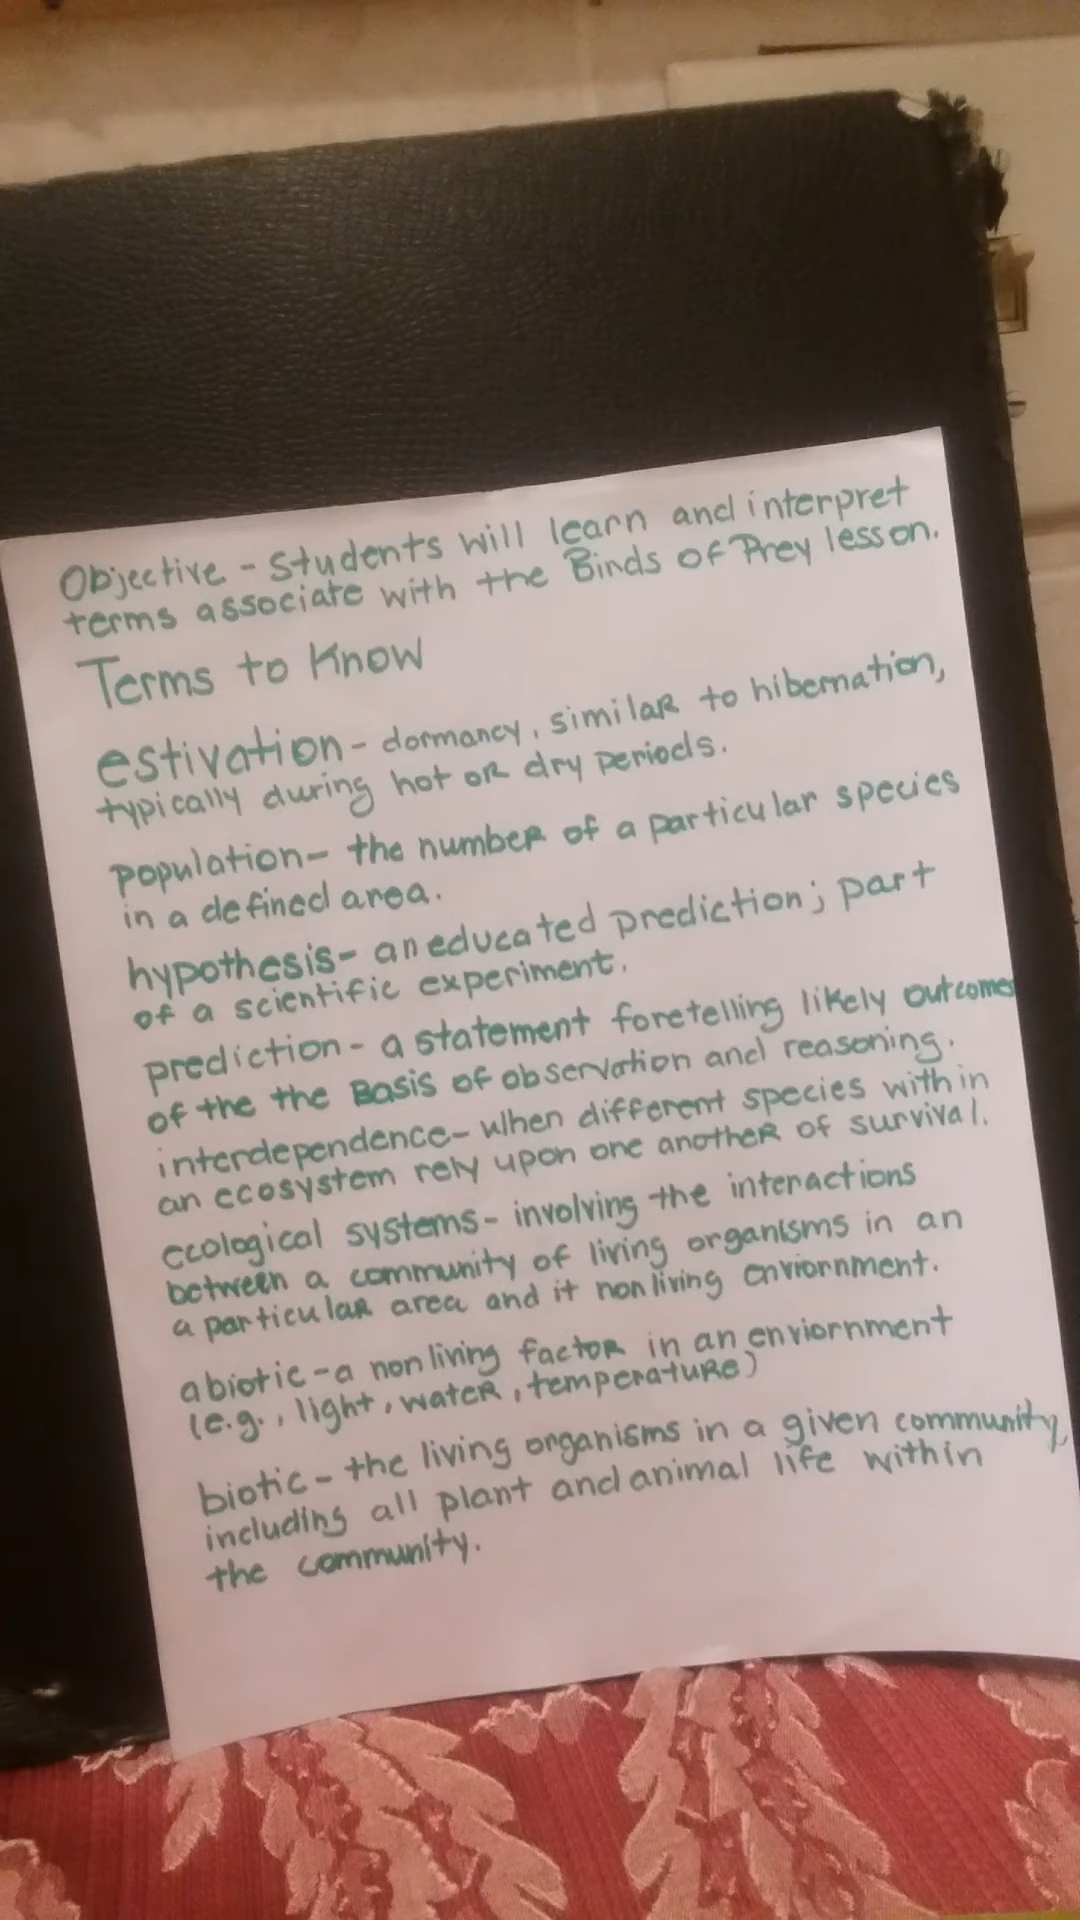 Objective - Students will learn and interpret
terms associate with the Binds of Prey lesson.
Terms to Know
estivation - dormancy, similar to hibernation,
typically during hot or dry periods.
population - the number of a particular species
in a defined area.
hypothesis - an educated prediction; part
of a scientific experiment.
prediction - a statement foretelling likely outcomes
of the the Basis of observation and reasoning.
interdependence - when different species within
an ecosystem rely upon one another of survival.
ecological systems - involving the interactions
between a community of living organisms in an
a particular area and it nonliving enviornment.
abiotic - a nonliving factor in an enviornment
(e.g., light, water, temperature)
biotic - the living organisms in a given community,
including all plant and animal life within
the community.